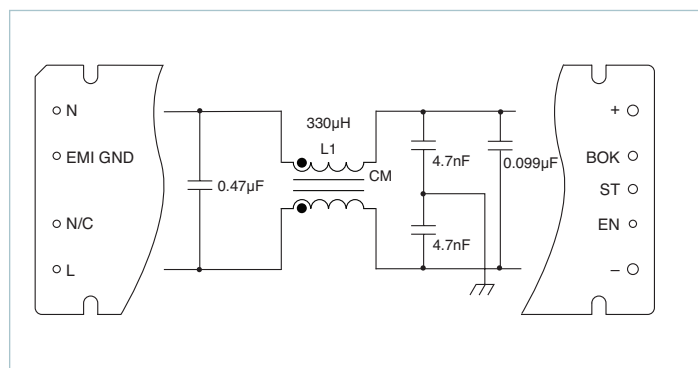 N
EMI GND
N/C
L
0.47µF
330µH
L1
CM
4.7nF
4.7nF
0.099µF
+
BOK
ST
EN
–